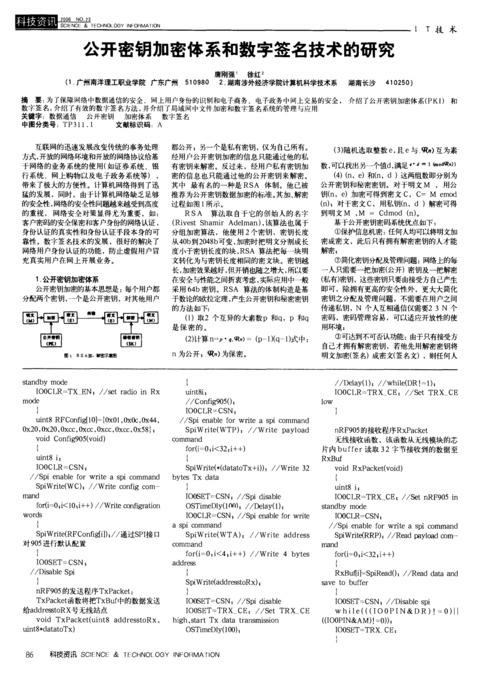 科技资讯 2008 NO.23
SCIENCE & TECHNOLOGY INFORMATION
IT技术
公开密钥加密体系和数字签名技术的研究
唐刚强¹ 徐红²
(1.广州南洋理工职业学院 广东广州 510980 2.湖南涉外经济学院计算机科学技术系 湖南长沙 410250)
摘 要:为了保障网络中数据通信的安全、网上用户身份的识别和电子商务、电子政务中网上交易的安全, 介绍了公开密钥加密体系(PKI) 和
数字签名,介绍了有效的数字签名方法,并介绍了局域网中文件加密和数字签名系统的管理与应用
关键字:数据通信 公开密钥 加密体系 数字签名
中图分类号:TP311.1 文献标识码:A
互联网的迅速发展改变传统的事务处理
方式,开放的网络环境和开放的网络协议给基
于网络的业务系统的使用(如证券系统、银
行系统、网上购物以及电子政务系统等),
带来了极大的方便性。计算机网络得到了迅
猛的发展,同时,由于计算机网络缺乏足够
的安全性,网络的安全性问题越来越受到高度
的重视,网络安全对策显得尤为重要,如:
客户密码的安全保密和客户身份的网络认证,
身份认证的真实性和身份认证手段本身的可
靠性。数字签名技术的发展,很好的解决了
网络用户身份认证的功能,防止虚假用户冒
充真实用户在网上开展业务。
1.公开密钥加密体系
公开密钥加密的基本思想是:每个用户都
分配两个密钥,一个是公开密钥,对其他用户
图1 RSA加,解密示意图
都公开;另一个是私有密钥,仅为自己所有。
经用户公开密钥加密的信息只能通过他的私
有密钥来解密。反过来,经用户私有密钥加
密的信息也只能通过他的公开密钥来解密。
其中 最有名的一种是RSA 体制,他已被
推荐为公开密钥数据加密的标准。其加、解密
过程如图1所示。
RSA 算法取自于它的创始人的名字
(Rivest Shamir Adelman),该算法也属于
分组加密算法,他使用2个密钥,密钥长度
从40b到2048b可变,加密时把明文分割成长
度小于密钥长度的块,RSA 算法把每一块明
文转化为与密钥长度相同的密文块。密钥越
长,加密效果越好,但开销也随之增大,所以要
在安全与性能之间折衷考虑,实际应用中一般
采用64b 密钥,RSA 算法的体制构造是基
于数论的欧拉定理,产生公开密钥和秘密密钥
的方法如下:
(1) 取2 个互异的大素数p 和q,p 和q
是保密的。
(2)计算n=p*q,Ψ(n) = (p-1)(q-1)式中:
n 为公开;Ψ(n)为保密。
(3)随机选取整数e,且e 与 Ψ(n) 互为素
数,可以找出另一个值d,满足e*d=1 (modΨ(n))
(4) (n, e) 和(n, d ) 这两组数即分别为
公开密钥和秘密密钥。对于明文M ,用公
钥(n, e) 加密可得到密文 C, C= M emod
(n);对于密文C,用私钥(n, d ) 解密可得
到明文 M ,M = Cdmod (n)。
基于公开密钥加密码系统优点如下:
①保护信息机密:任何人均可以将明文加
密成密文,此后只有拥有解密密钥的人才能
解密;
②简化密钥分配及管理问题:网络上的每
一人只需要一把加密(公开) 密钥及一把解密
(私有)密钥,这些密钥只要由接受方自己产生
即可,除拥有更高的安全性外,更大大简化
密钥之分配及管理问题,不需要在用户之间
传递私钥,N 个人互相通信仅需要2 3 N 个
密码,密码管理容易,可以适应开放性的使
用环境;
③可达到不可否认功能:由于只有接受方
自己才拥有解密密钥,若他先用解密密钥将
明文加密(签名) 成密文(签名文) ,则任何人
standby mode
IO0CLR=TX_EN; //set radio in Rx
mode
}
uint8 RFConfig[10]={0x01,0x0c,0x44,
0x20,0x20,0xcc,0xcc,0xcc,0xcc,0x58};
void Config905(void)
{
uint8 i;
IO0CLR=CSN;
//Spi enable for write a spi command
SpiWrite(WC); //Write config com-
mand
for(i=0;i<10;i++) //Write configration
words
{
SpiWrite(RFConfig[i]);//通过SPI接口
对905进行默认配置
}
IO0SET=CSN;
//Disable Spi
}
nRF905的发送程序TxPacket:
TxPacket函数将把TxBuf中的数据发送
给addresstoRX号无线站点
void TxPacket(uint8 addresstoRx,
uint8*datatoTx)
{
uint8i;
//Config905();
IO0CLR=CSN;
//Spi enable for write a spi command
SpiWrite(WTP); //Write payload
command
for(i=0;i<32;i++)
{
SpiWrite(*(datatoTx+i)); //Write 32
bytes Tx data
}
IO0SET=CSN; //Spi disable
OSTimeDly(100); //Delay(1);
IO0CLR=CSN; //Spi enable for write
a spi command
SpiWrite(WTA); //Write address
command
for(i=0;i<4;i++) //Write 4 bytes
address
{
SpiWrite(addresstoRx);
}
IO0SET=CSN; //Spi disable
IO0SET=TRX_CE; //Set TRX_CE
high,start Tx data transmission
OSTimeDly(100);
//Delay(1); //while(DR!=1);
IO0CLR=TRX_CE; //Set TRX_CE
low
}
nRF905的接收程序RxPacket
无线接收函数、该函数从无线模块的芯
片内buffer读取32字节接收到的数据至
RxBuf
void RxPacket(void)
{
uint8 i;
IO0CLR=TRX_CE; //Set nRF905 in
standby mode
IO0CLR=CSN;
//Spi enable for write a spi command
SpiWrite(RRP); //Read payload com-
mand
for(i=0;i<32;i++)
{
RxBuf[i]=SpiRead(); //Read data and
save to buffer
}
IO0SET=CSN; //Disable spi
while(((IO0PIN&DR)!=0)||
((IO0PIN&AM)!=0));
IO0SET=TRX_CE;
}
86 科技资讯 SCIENCE & TECHNOLOGY INFORMATION